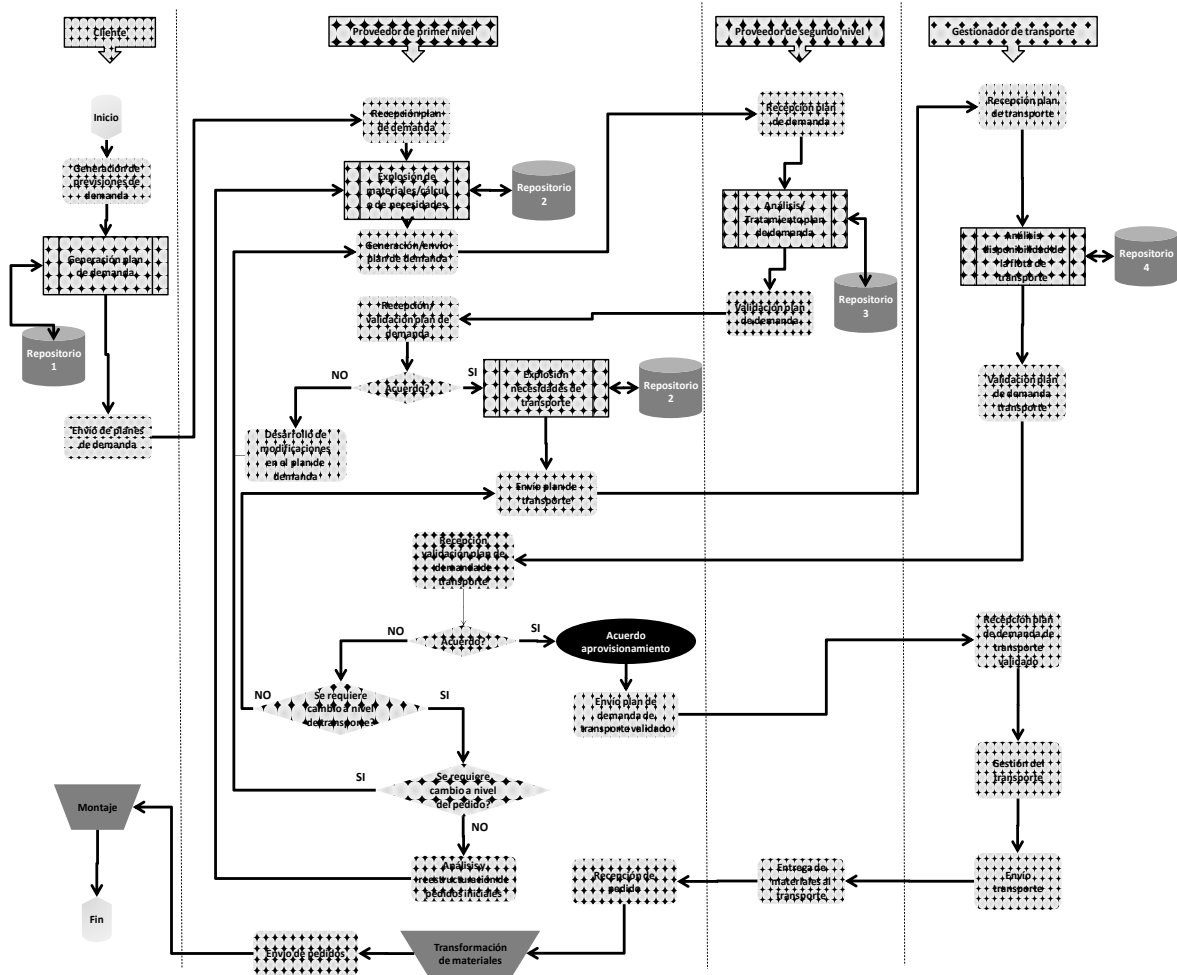 Cliente
Proveedor de primer nivel
Proveedor de segundo nivel
Gestionador de transporte
Inicio
Generación de
previsiones de
demanda
Generación plan
de demanda
Repositorio
1
Envío de planes
de demanda
Recepción plan
de demanda
Explosión de
materiales/cálcul
o de necesidades
Repositorio
2
Generación/envío
plan de demanda
Recepción/
validación plan de
demanda
NO
Acuerdo?
SI
Explosión
necesidades de
transporte
Repositorio
2
Desarrollo de
modificaciones
en el plan de
demanda
Envío plan de
transporte
Recepción
validación plan de
demanda de
transporte
NO
Acuerdo?
SI
Acuerdo
aprovisionamiento
NO
Se requiere
cambio a nivel
de transporte?
SI
Envío plan de
demanda de
transporte validado
SI
Se requiere
cambio a nivel
del pedido?
NO
Análisis y
reestructuración de
pedidos iniciales
Recepción plan
de demanda
Análisis/
Tratamiento plan
de demanda
Repositorio
3
Validación plan
de demanda
Recepción plan
de transporte
Análisis
disponibilidad de
la flota de
transporte
Repositorio
4
Validación plan
de demanda
transporte
Recepción plan
de demanda de
transporte
validado
Gestión del
transporte
Envío
transporte
Entrega de
materiales al
transporte
Recepción de
pedido
Transformación
de materiales
Envío de pedidos
Montaje
Fin